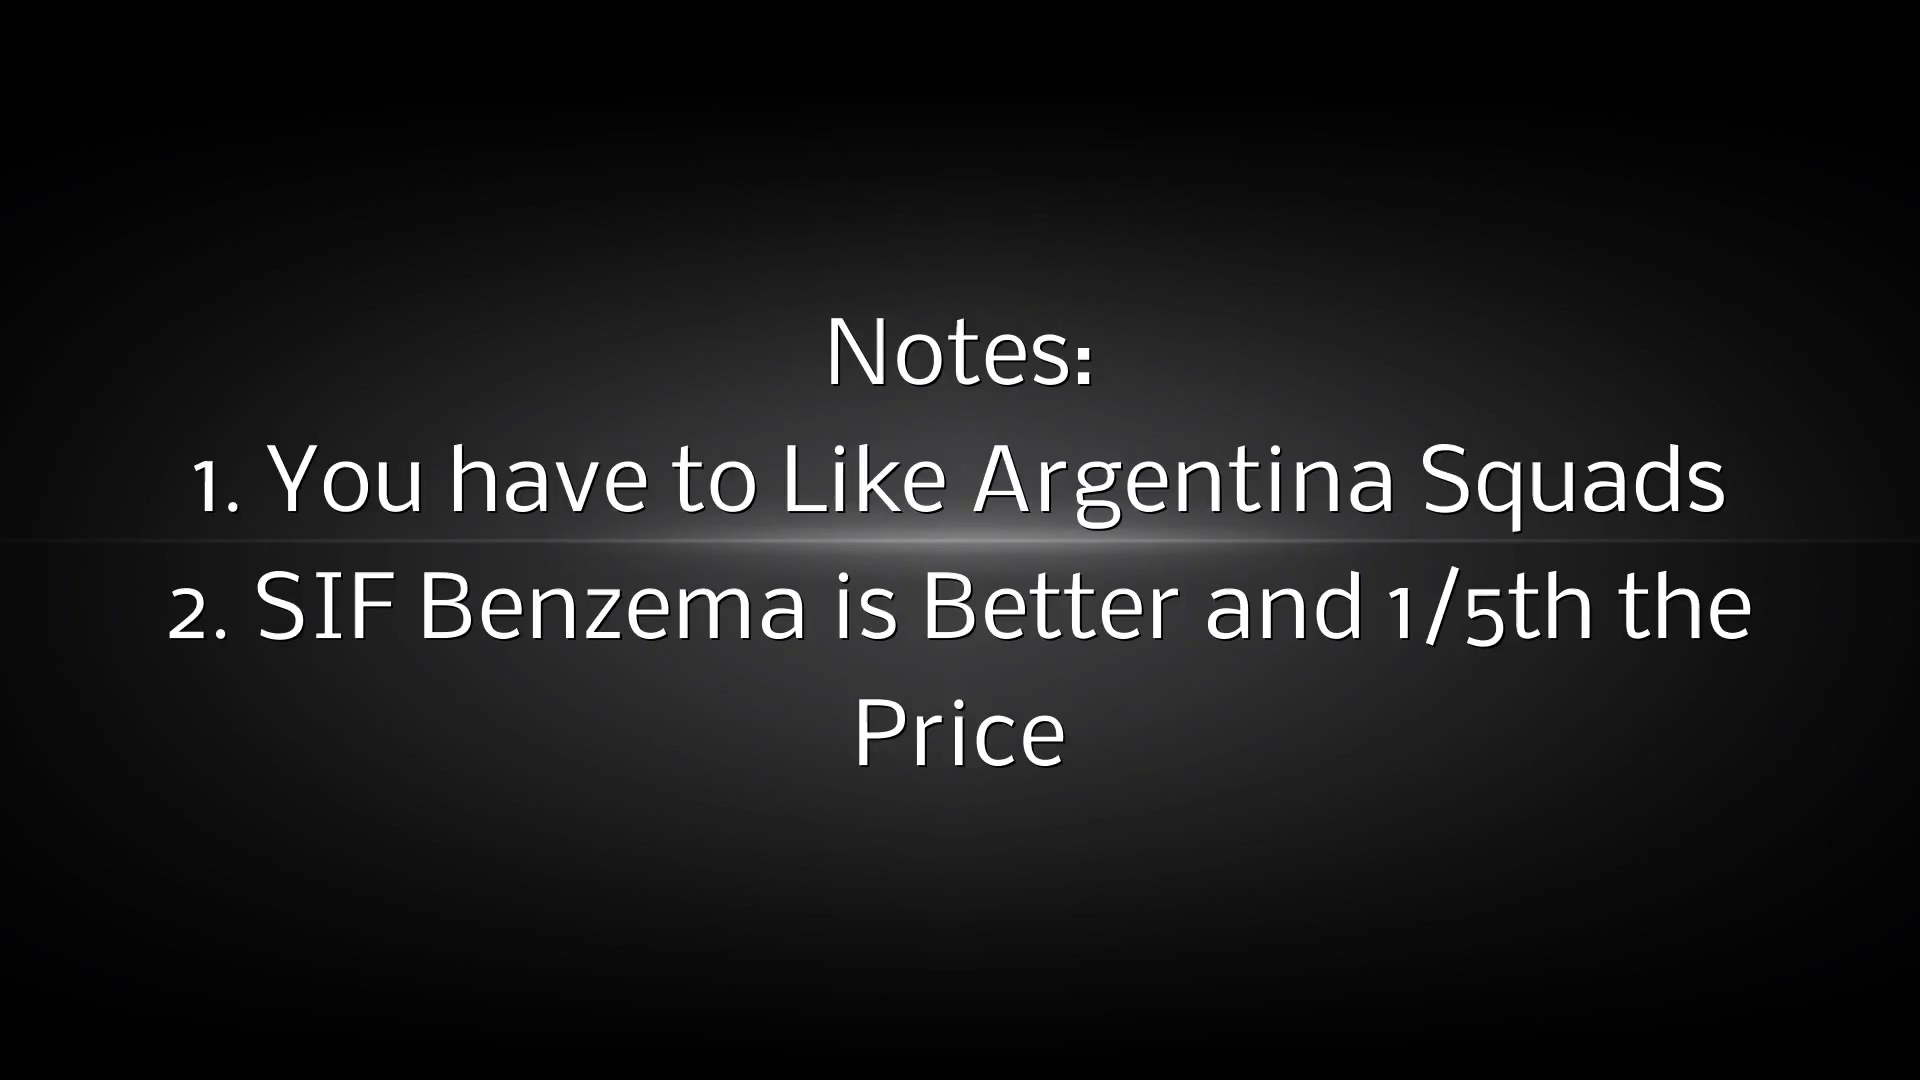 Notes:
1. You have to Like Argentina Squads
2. SIF Benzema is Better and 1/5th the
Price